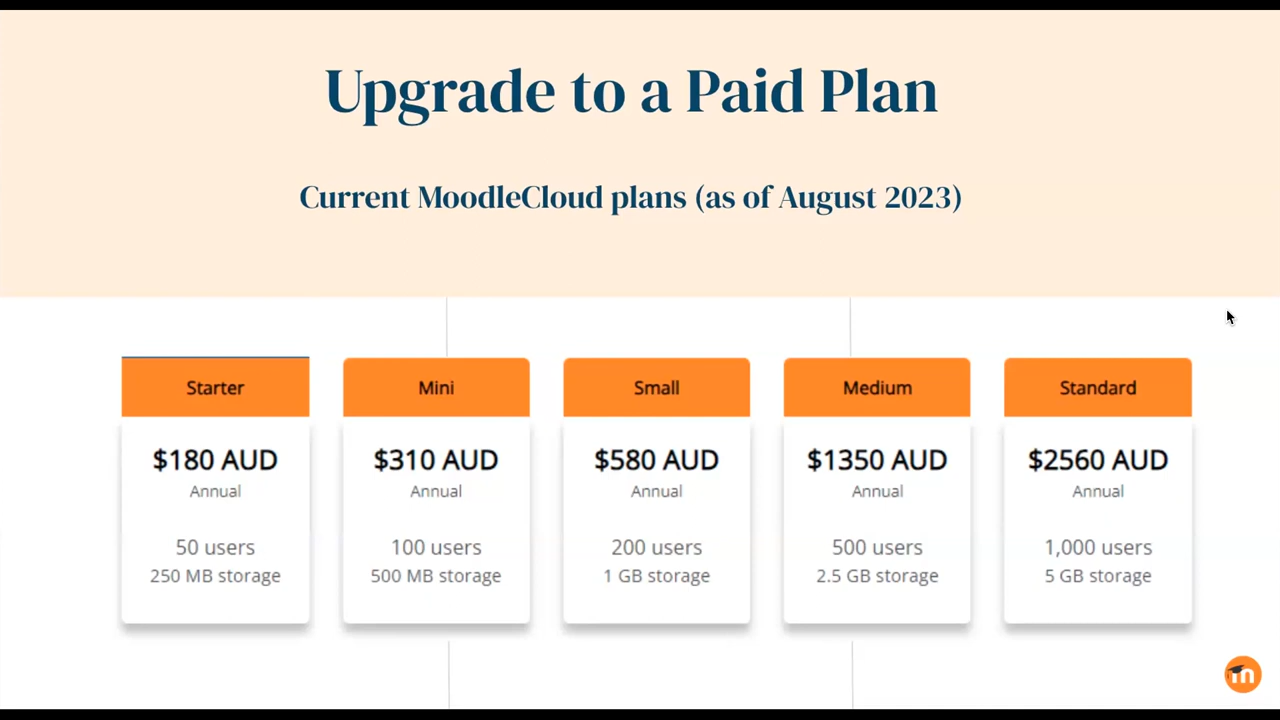 Upgrade to a Paid Plan
Current MoodleCloud plans (as of August 2023)
Starter
$180 AUD
Annual
50 users
250 MB storage
Mini
$310 AUD
Annual
100 users
500 MB storage
Small
$580 AUD
Annual
200 users
1 GB storage
Medium
$1350 AUD
Annual
500 users
2.5 GB storage
Standard
$2560 AUD
Annual
1,000 users
5 GB storage
m